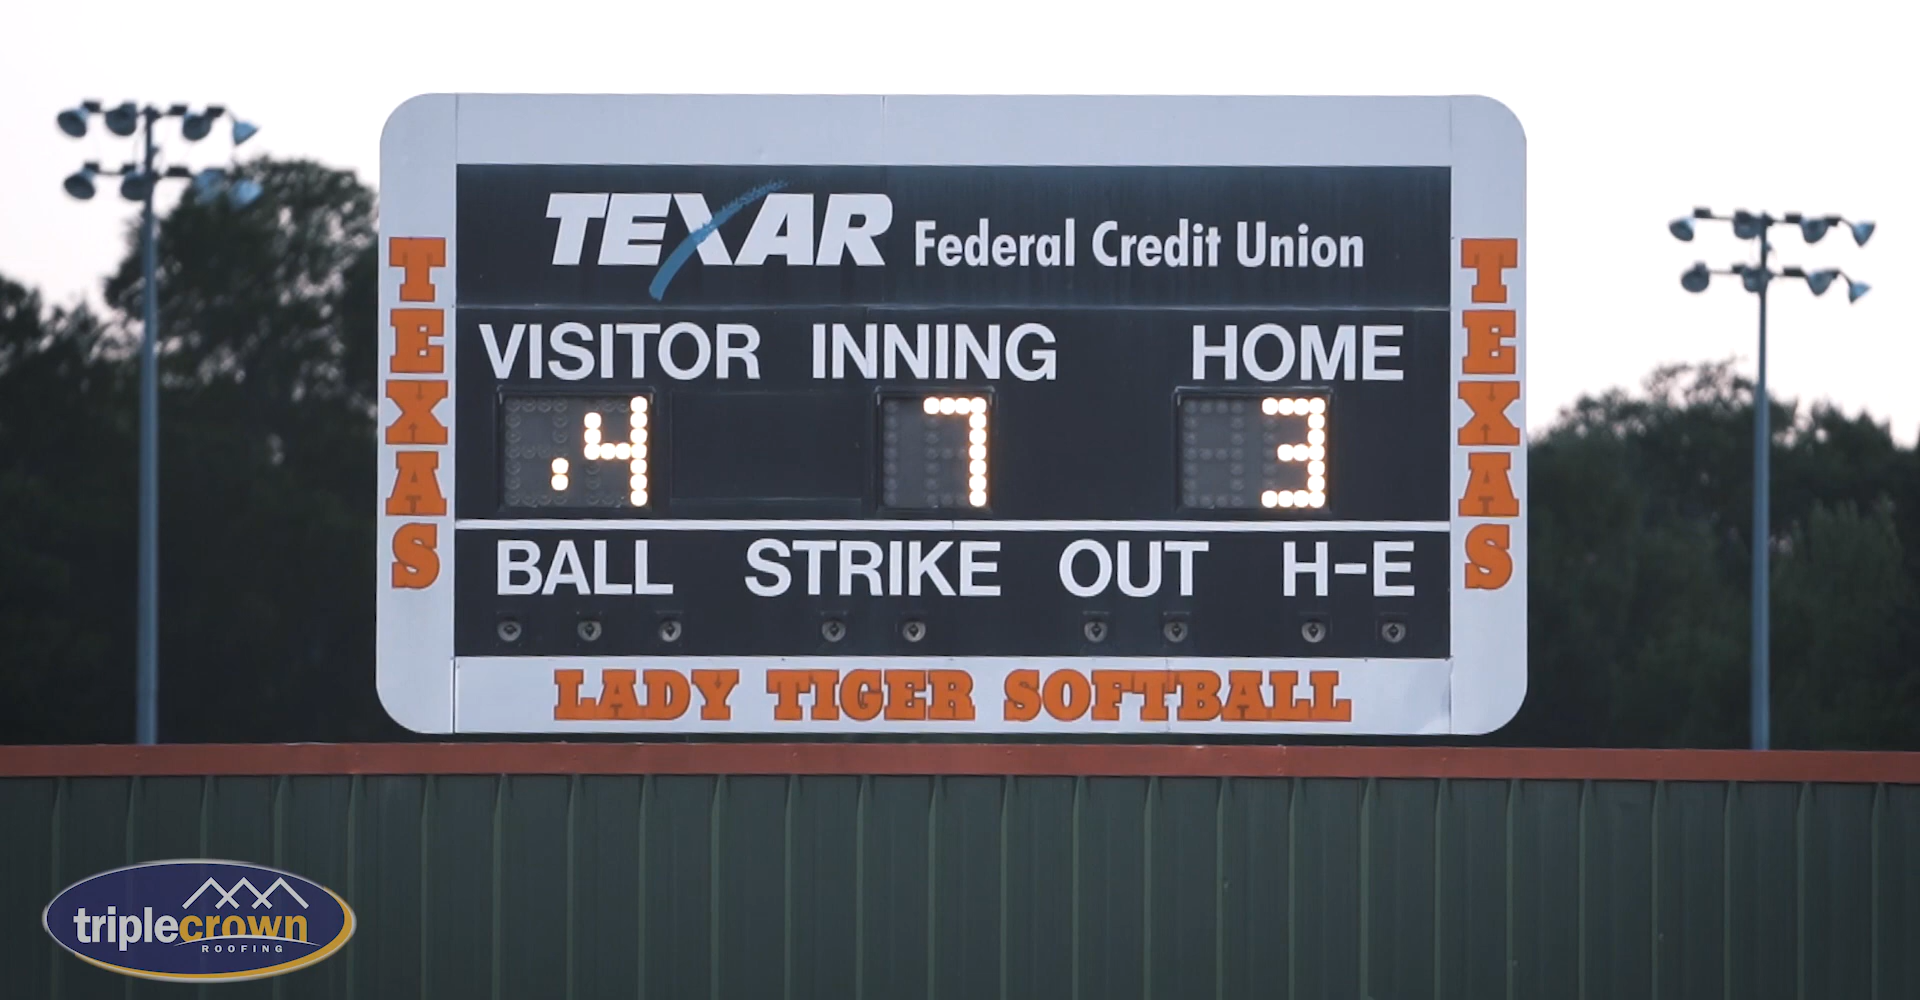 TEXAR Federal Credit Union
VISITOR INNING HOME
4 7 3
BALL STRIKE OUT H-E
LADY TIGER SOFTBALL
TEXAS
TEXAS
triplecrown
ROOFING